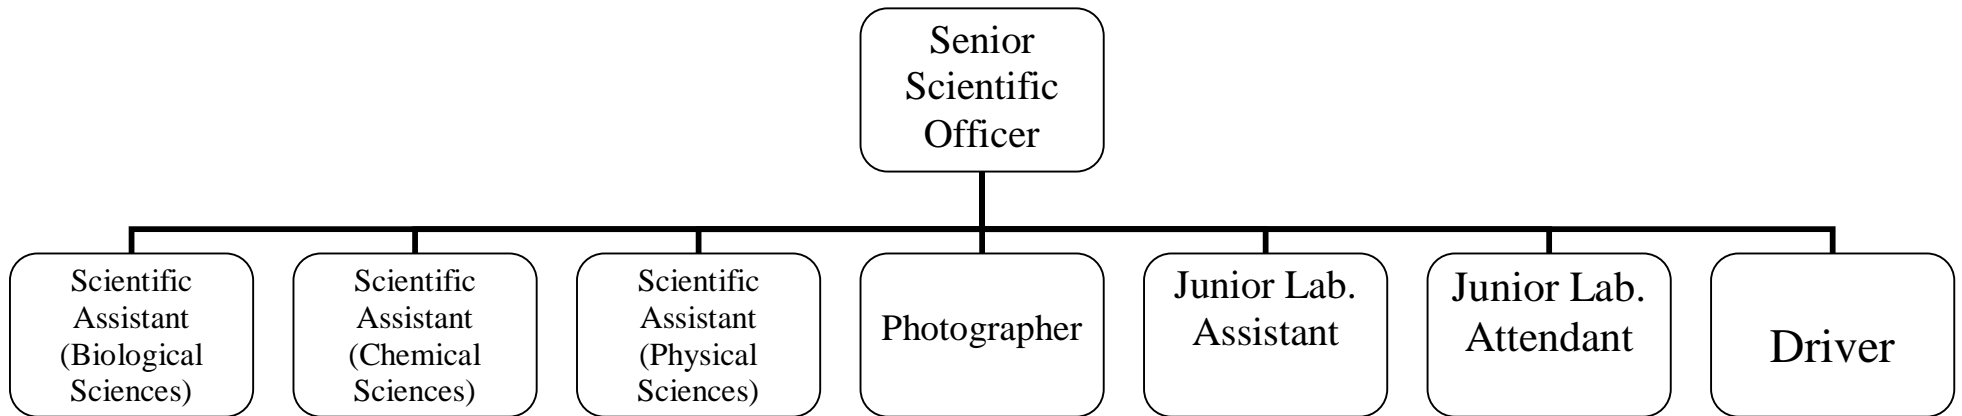 Senior
Scientific
Officer
Scientific
Assistant
(Biological
Sciences)
Scientific
Assistant
(Chemical
Sciences)
Scientific
Assistant
(Physical
Sciences)
Photographer
Junior Lab.
Assistant
Junior Lab.
Attendant
Driver